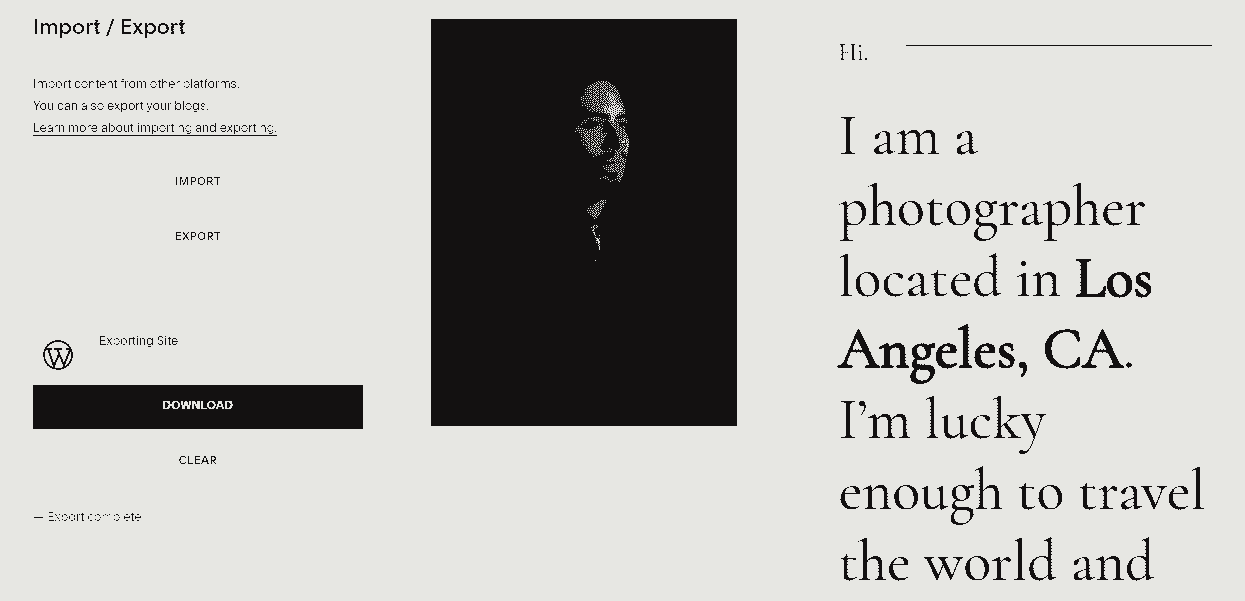 Import / Export
Import content from other platforms.
You can also export your blogs.
Learn more about importing and exporting.
IMPORT
EXPORT
Exporting Site
DOWNLOAD
CLEAR
— Export complete
Hi.
I am a
photographer
located in Los
Angeles, CA.
I’m lucky
enough to travel
the world and